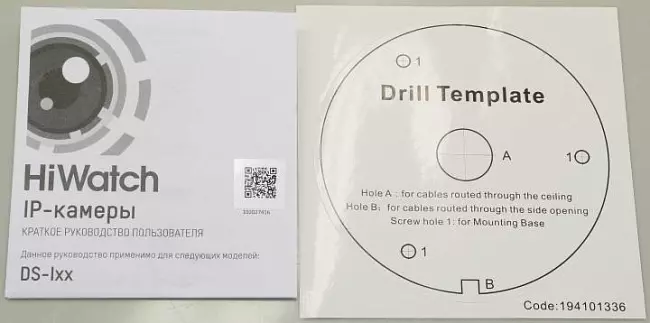 HiWatch
IP-камеры
КРАТКОЕ РУКОВОДСТВО ПОЛЬЗОВАТЕЛЯ
Данное руководство применимо для следующих моделей:
DS-Ixx
1
Drill Template
A
1
Hole A : for cables routed through the ceiling
Hole B: for cables routed through the side opening
Screw hole 1: for Mounting Base
1
B
Code:194101336